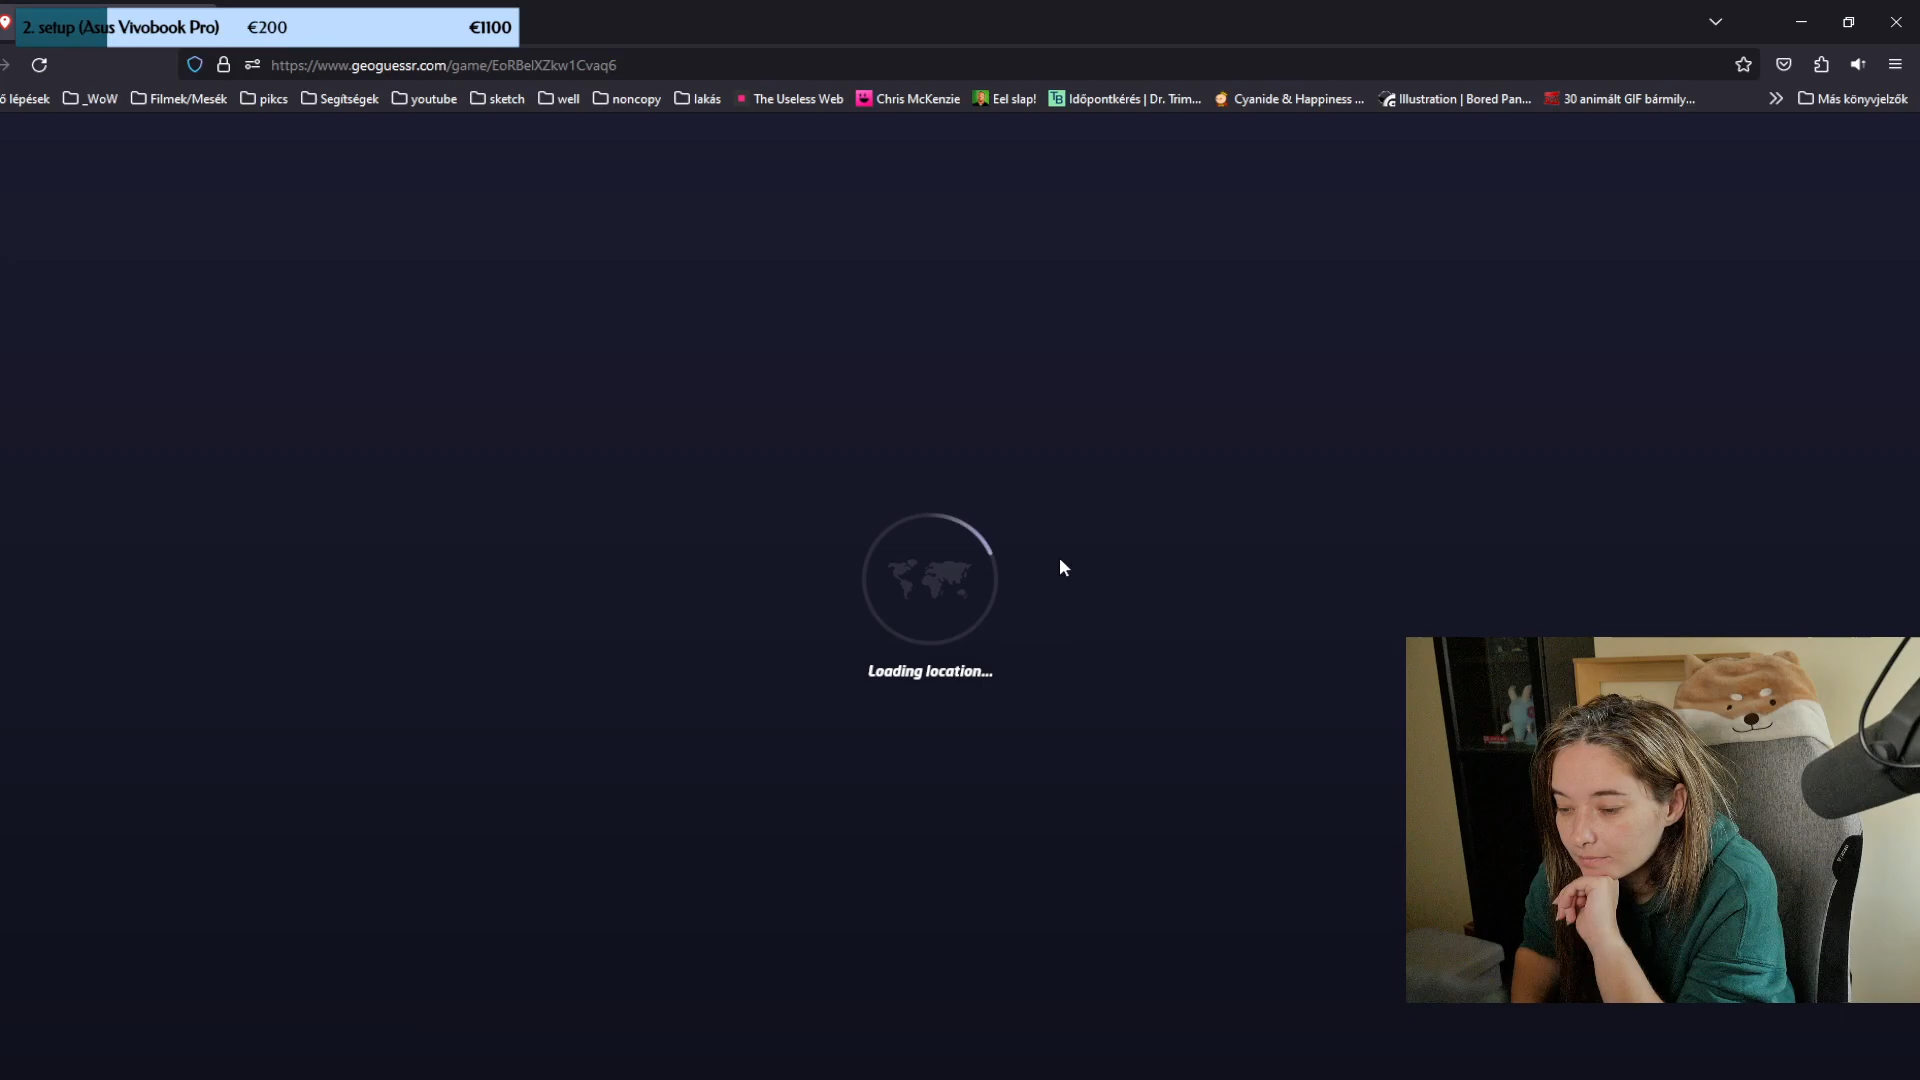 2. setup (Asus Vivobook Pro) €200 €1100
https://www.geoguessr.com/game/EoRBelXZkw1Cvaq6
ő lépések _WoW Filmek/Mesék pikcs Segítségek youtube sketch well noncopy lakás The Useless Web Chris McKenzie Eel slap! TB Időpontkérés | Dr. Trim... Cyanide & Happiness ... Illustration | Bored Pan... 30 animált GIF bármily... Más könyvjelzők
Loading location...